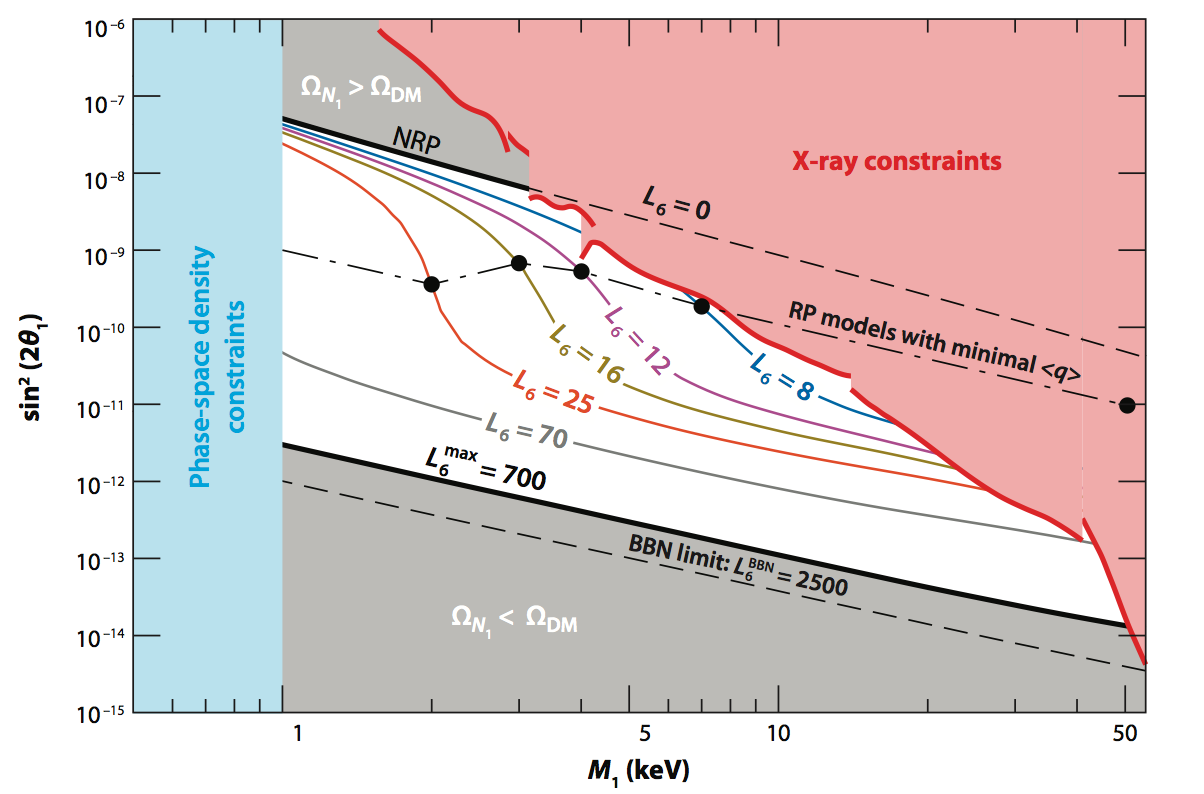 10⁻⁶
10⁻⁷
10⁻⁸
10⁻⁹
10⁻¹⁰
10⁻¹¹
10⁻¹²
10⁻¹³
10⁻¹⁴
10⁻¹⁵
sin² (2θ₁)
Phase-space density
constraints
Ω_N₁ > Ω_DM
NRP
X-ray constraints
L₆ = 0
RP models with minimal <q>
L₆ = 12
L₆ = 16
L₆ = 8
L₆ = 25
L₆ = 70
L₆^max = 700
BBN limit: L₆^BBN = 2500
Ω_N₁ < Ω_DM
1
5
10
50
M₁ (keV)